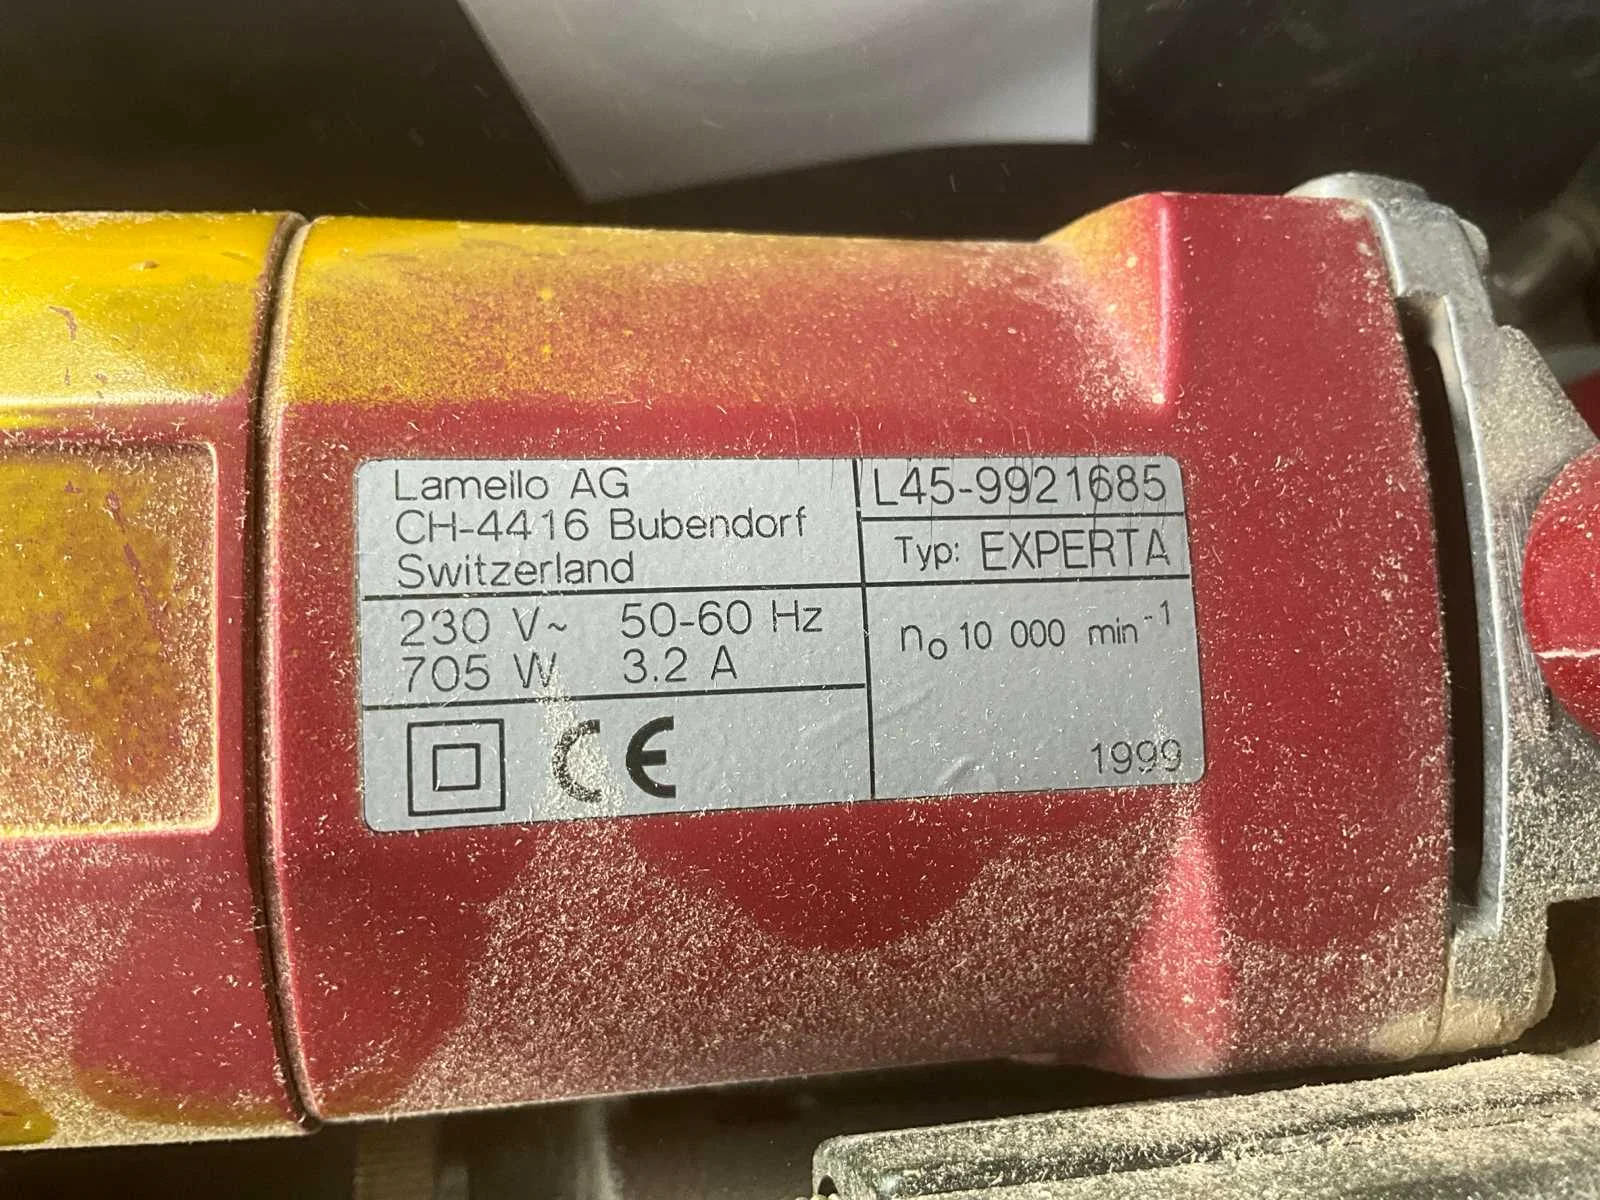 Lamello AG
CH-4416 Bubendorf
Switzerland
230 V~ 50-60 Hz
705 W 3.2 A
CE
L45-9921685
Typ: EXPERTA
n₀ 10 000 min⁻¹
1999